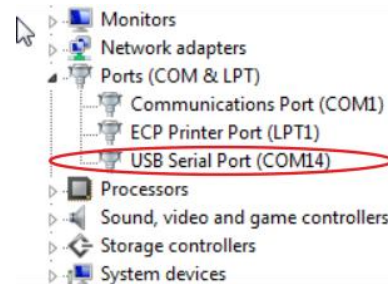 Monitors
Network adapters
Ports (COM & LPT)
Communications Port (COM1)
ECP Printer Port (LPT1)
USB Serial Port (COM14)
Processors
Sound, video and game controllers
Storage controllers
System devices